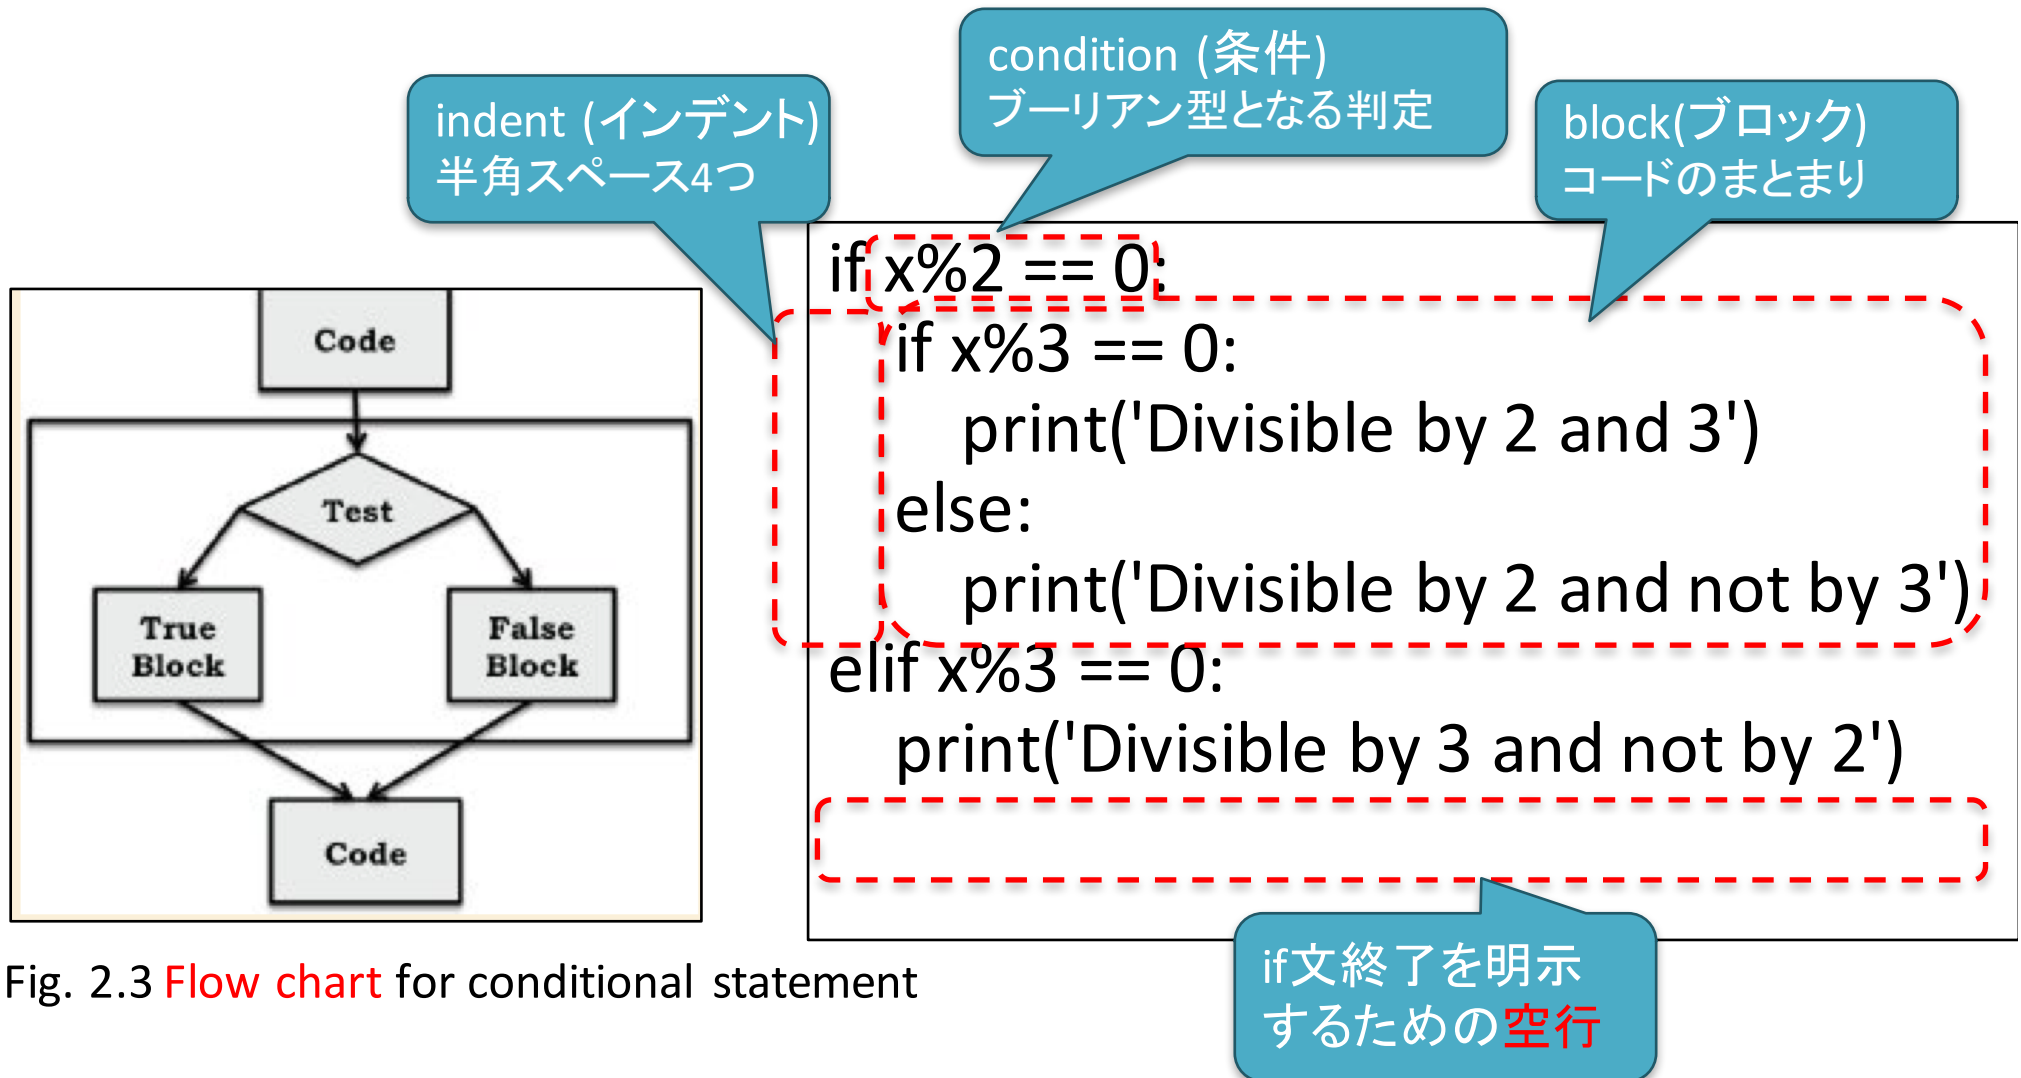 condition (条件)
ブーリアン型となる判定
indent (インデント)
半角スペース4つ
block(ブロック)
コードのまとまり
if x%2 == 0:
if x%3 == 0:
print('Divisible by 2 and 3')
else:
print('Divisible by 2 and not by 3')
elif x%3 == 0:
print('Divisible by 3 and not by 2')
if文終了を明示
するための空行
Code
Test
True
Block
False
Block
Code
Fig. 2.3 Flow chart for conditional statement